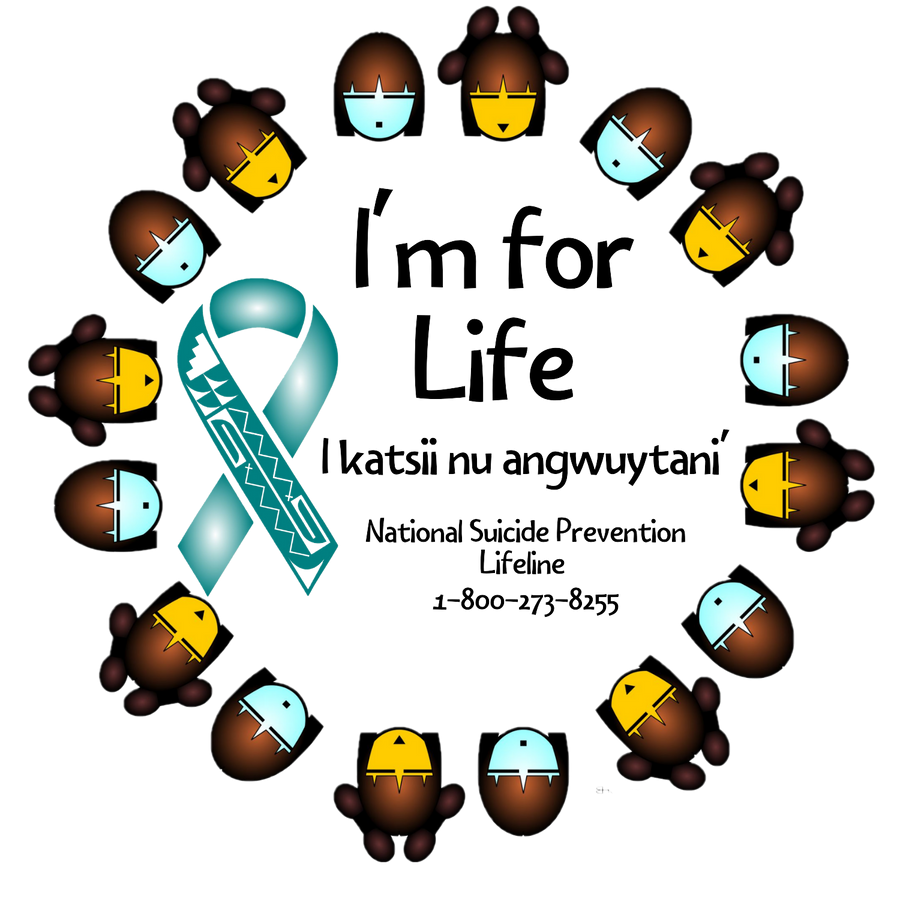 I'm for
Life
I katsii nu angwuytani'
National Suicide Prevention
Lifeline
1-800-273-8255